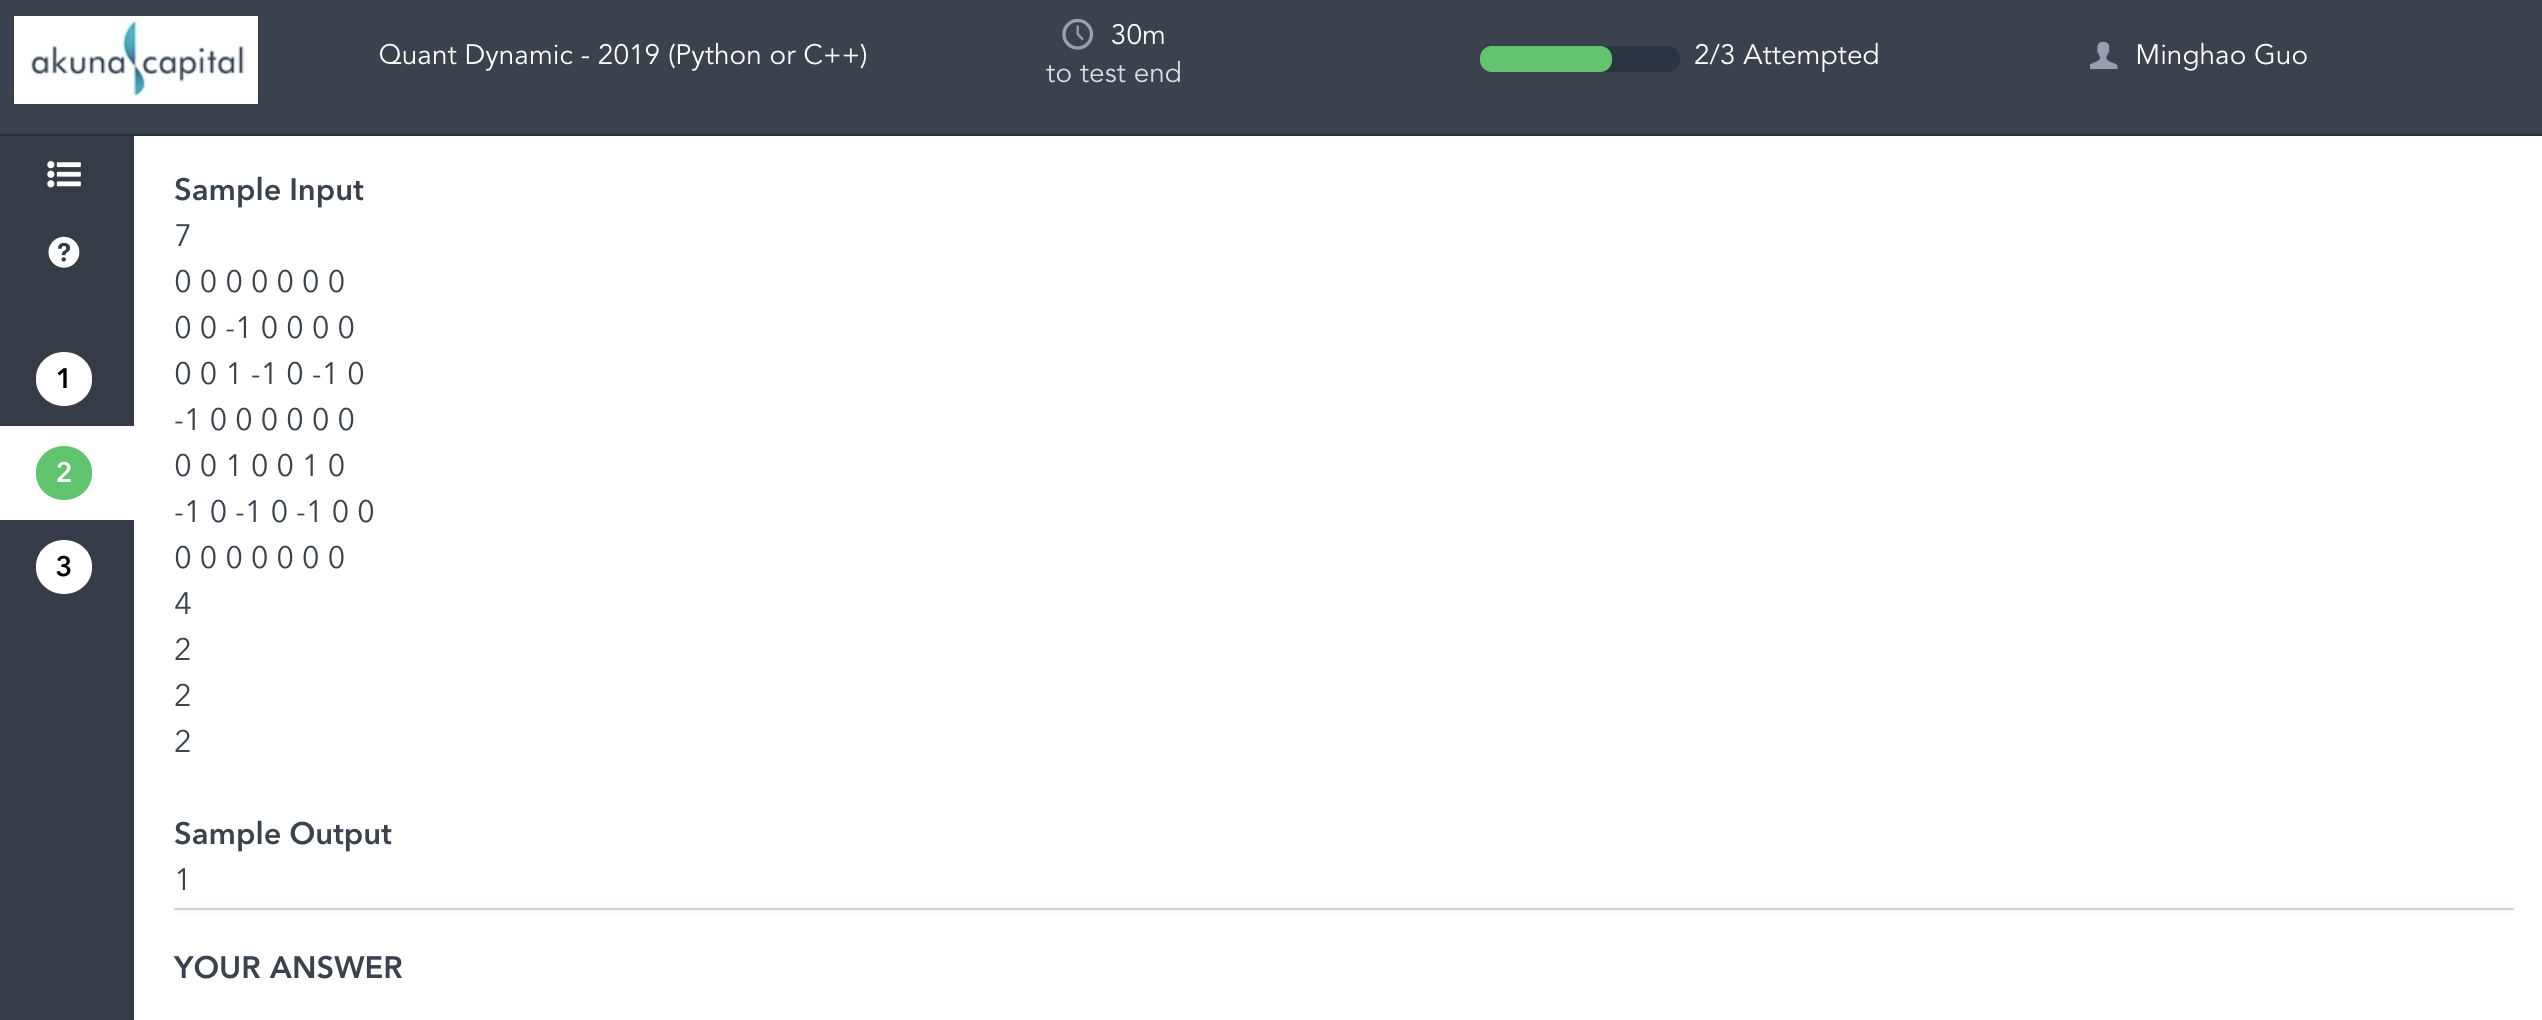 akunacapital
Quant Dynamic - 2019 (Python or C++)
30m
to test end
2/3 Attempted
Minghao Guo
?
1
2
3
Sample Input
7
0 0 0 0 0 0 0
0 0 -1 0 0 0 0
0 0 1 -1 0 -1 0
-1 0 0 0 0 0 0
0 0 1 0 0 1 0
-1 0 -1 0 -1 0 0
0 0 0 0 0 0 0
4
2
2
2
Sample Output
1
YOUR ANSWER